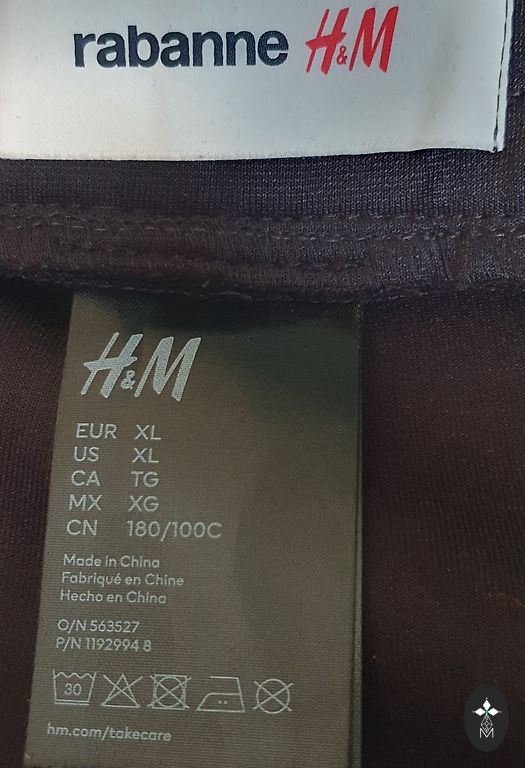 rabanne H&M
H&M
EUR XL
US XL
CA TG
MX XG
CN 180/100C
Made in China
Fabriqué en Chine
Hecho en China
O/N 563527
P/N 1192994 8
30
hm.com/takecare
M